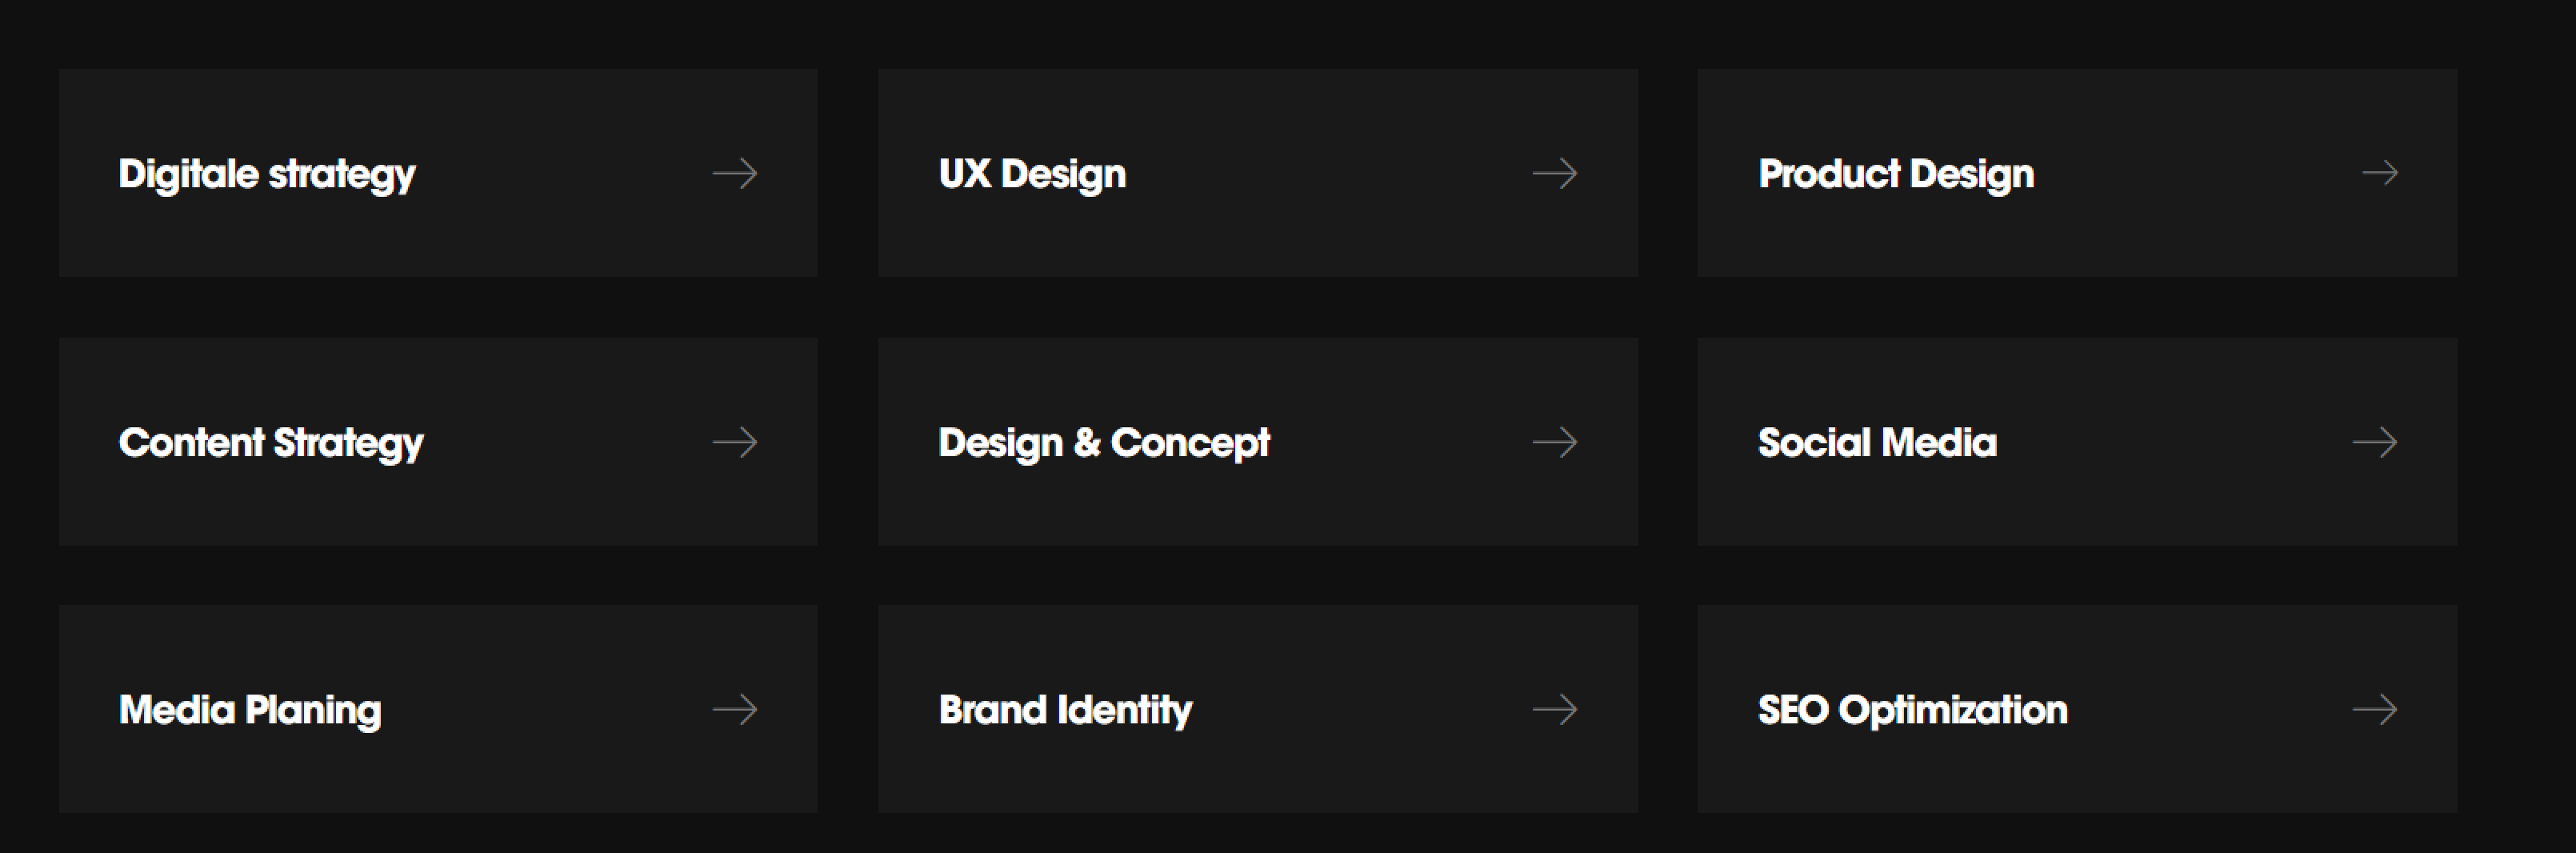 Digitale strategy
UX Design
Product Design
Content Strategy
Design & Concept
Social Media
Media Planing
Brand Identity
SEO Optimization